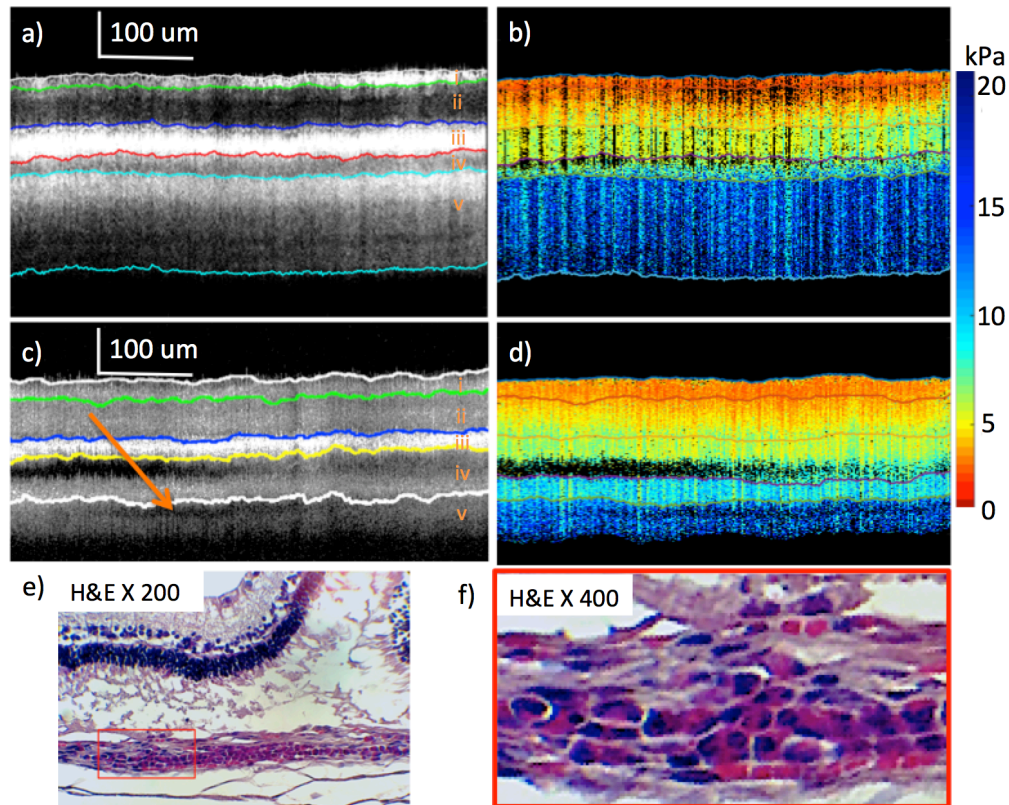 a)
100 um
i
ii
iii
iv
v
b)
kPa
20
15
10
5
0
c)
100 um
i
ii
iii
iv
v
d)
e)
H&E X 200
f)
H&E X 400